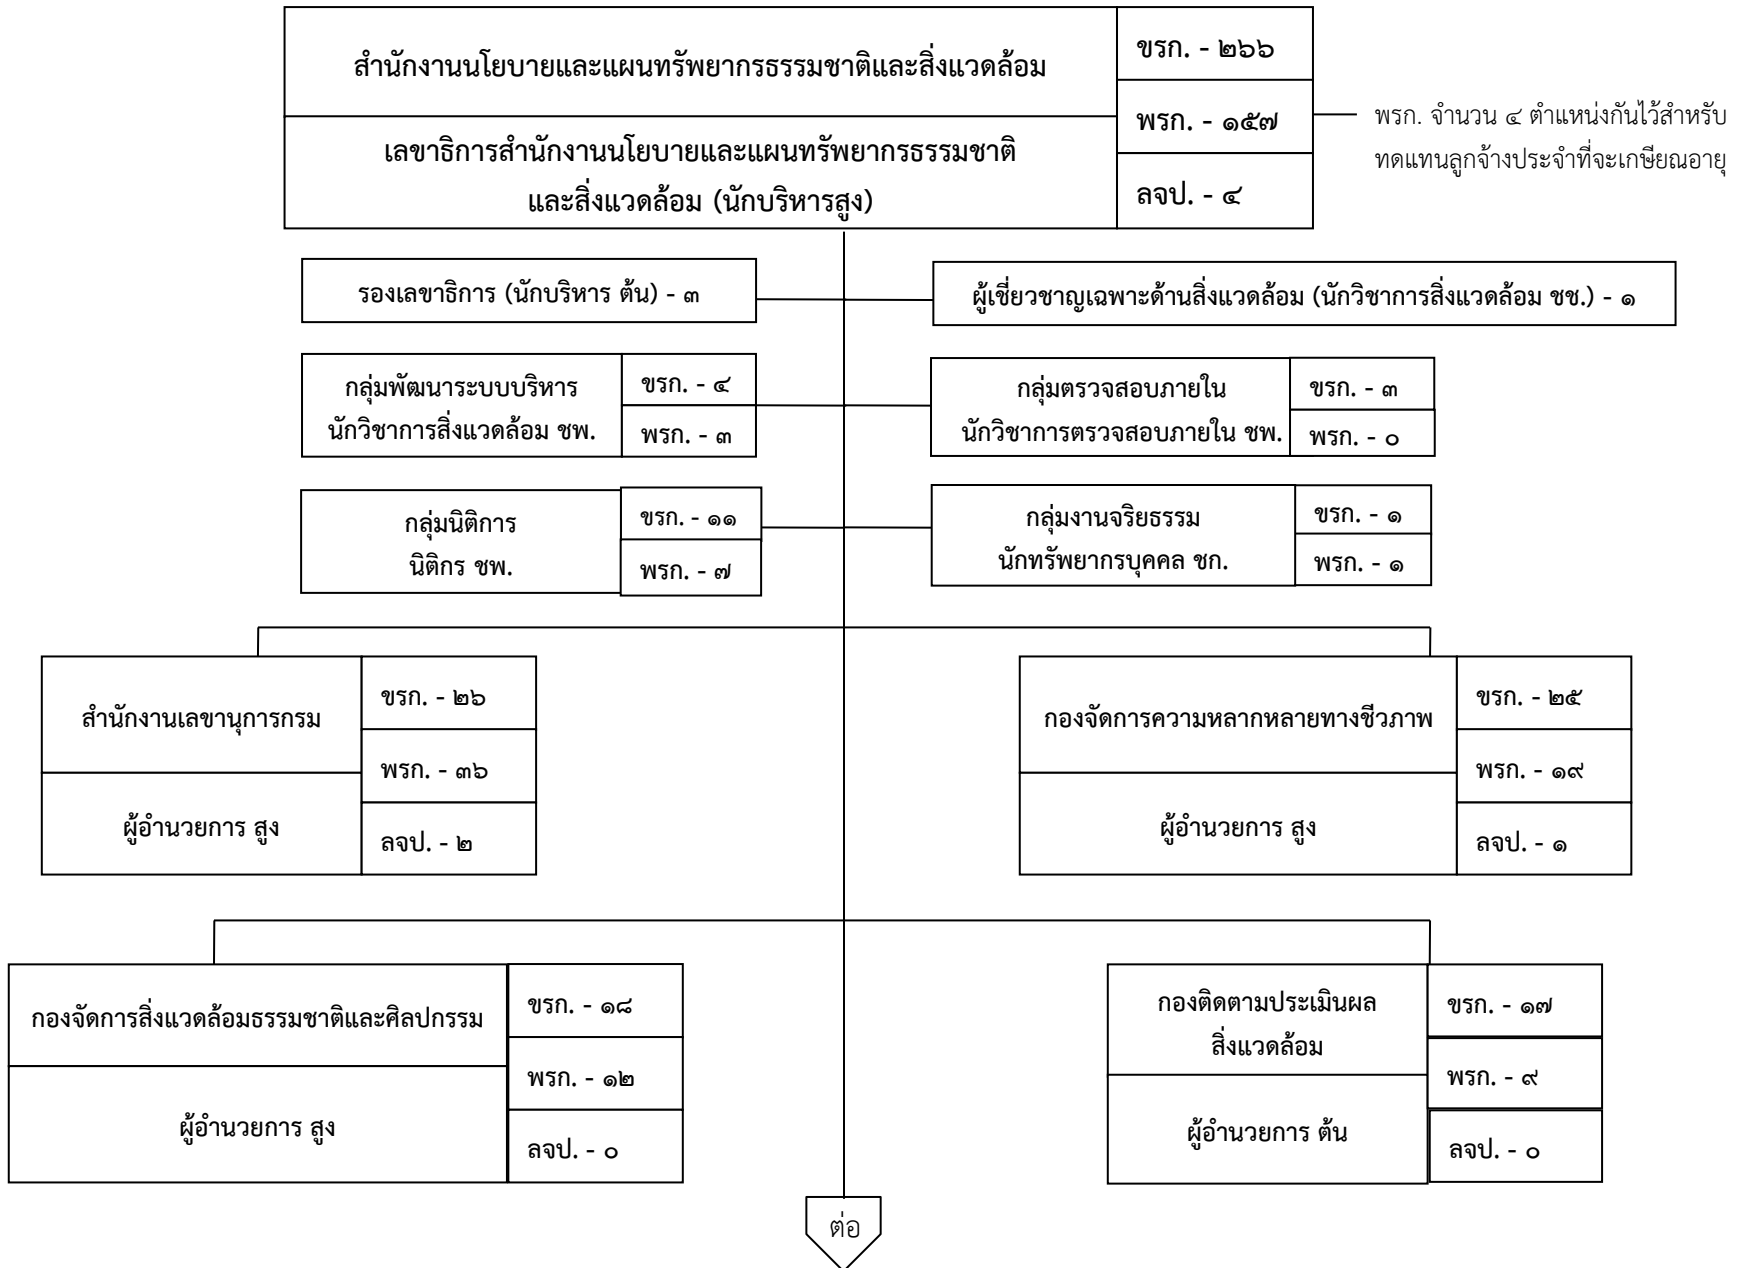 สำนักงานนโยบายและแผนทรัพยากรธรรมชาติและสิ่งแวดล้อม
เลขาธิการสำนักงานนโยบายและแผนทรัพยากรธรรมชาติ
และสิ่งแวดล้อม (นักบริหารสูง)
ขรก. - ๒๖๖
พรก. - ๑๕๗
ลจป. - ๔
พรก. จำนวน ๔ ตำแหน่งกันไว้สำหรับ
ทดแทนลูกจ้างประจำที่จะเกษียณอายุ
รองเลขาธิการ (นักบริหาร ต้น) - ๓
ผู้เชี่ยวชาญเฉพาะด้านสิ่งแวดล้อม (นักวิชาการสิ่งแวดล้อม ชช.) - ๑
กลุ่มพัฒนาระบบบริหาร
นักวิชาการสิ่งแวดล้อม ชพ.
ขรก. - ๔
พรก. - ๓
กลุ่มตรวจสอบภายใน
นักวิชาการตรวจสอบภายใน ชพ.
ขรก. - ๓
พรก. - ๐
กลุ่มนิติการ
นิติกร ชพ.
ขรก. - ๑๑
พรก. - ๗
กลุ่มงานจริยธรรม
นักทรัพยากรบุคคล ชก.
ขรก. - ๑
พรก. - ๑
สำนักงานเลขานุการกรม
ผู้อำนวยการ สูง
ขรก. - ๒๖
พรก. - ๓๖
ลจป. - ๒
กองจัดการความหลากหลายทางชีวภาพ
ผู้อำนวยการ สูง
ขรก. - ๒๕
พรก. - ๑๙
ลจป. - ๑
กองจัดการสิ่งแวดล้อมธรรมชาติและศิลปกรรม
ผู้อำนวยการ สูง
ขรก. - ๑๘
พรก. - ๑๒
ลจป. - ๐
กองติดตามประเมินผล
สิ่งแวดล้อม
ผู้อำนวยการ ต้น
ขรก. - ๑๗
พรก. - ๙
ลจป. - ๐
ต่อ